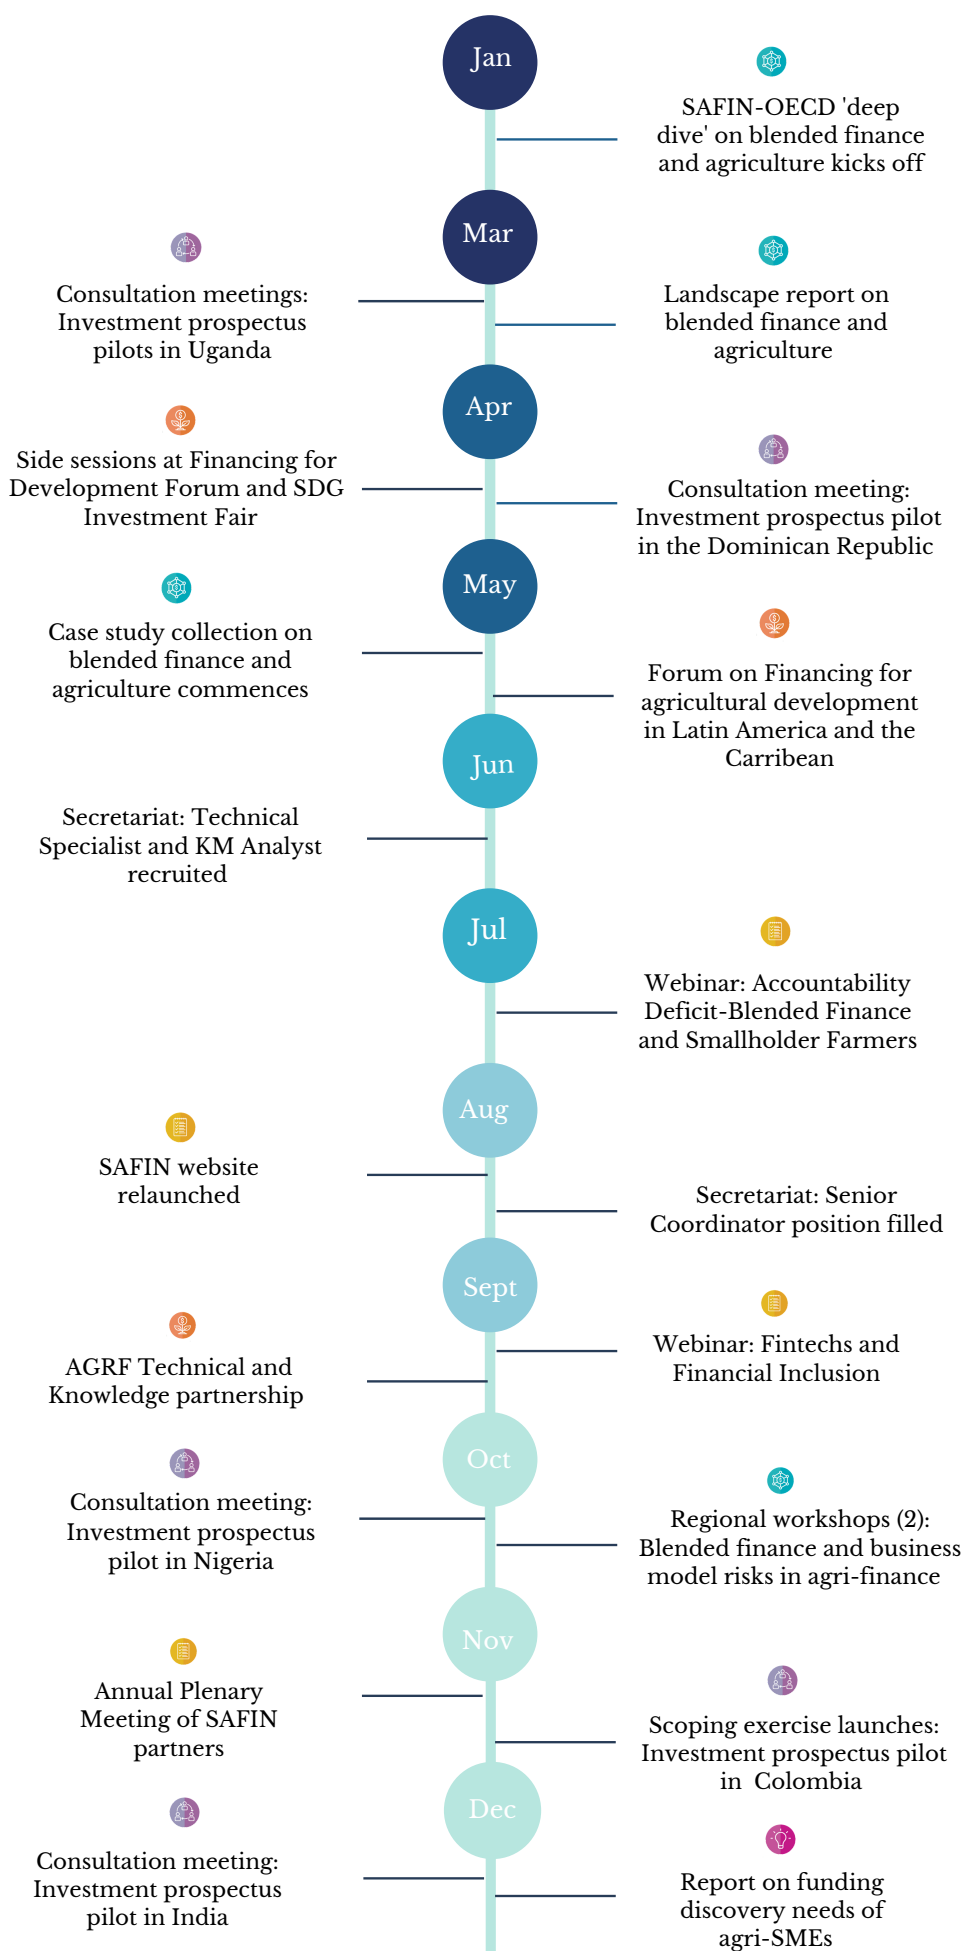 Jan
SAFIN-OECD 'deep
dive' on blended finance
and agriculture kicks off
Mar
Consultation meetings:
Investment prospectus
pilots in Uganda
Landscape report on
blended finance and
agriculture
Apr
Side sessions at Financing for
Development Forum and SDG
Investment Fair
Consultation meeting:
Investment prospectus pilot
in the Dominican Republic
May
Case study collection on
blended finance and
agriculture commences
Forum on Financing for
agricultural development
in Latin America and the
Carribean
Jun
Secretariat: Technical
Specialist and KM Analyst
recruited
Jul
Webinar: Accountability
Deficit-Blended Finance
and Smallholder Farmers
Aug
SAFIN website
relaunched
Secretariat: Senior
Coordinator position filled
Sept
Webinar: Fintechs and
Financial Inclusion
AGRF Technical and
Knowledge partnership
Oct
Consultation meeting:
Investment prospectus
pilot in Nigeria
Regional workshops (2):
Blended finance and business
model risks in agri-finance
Nov
Annual Plenary
Meeting of SAFIN
partners
Scoping exercise launches:
Investment prospectus pilot
in Colombia
Dec
Consultation meeting:
Investment prospectus
pilot in India
Report on funding
discovery needs of
agri-SMEs